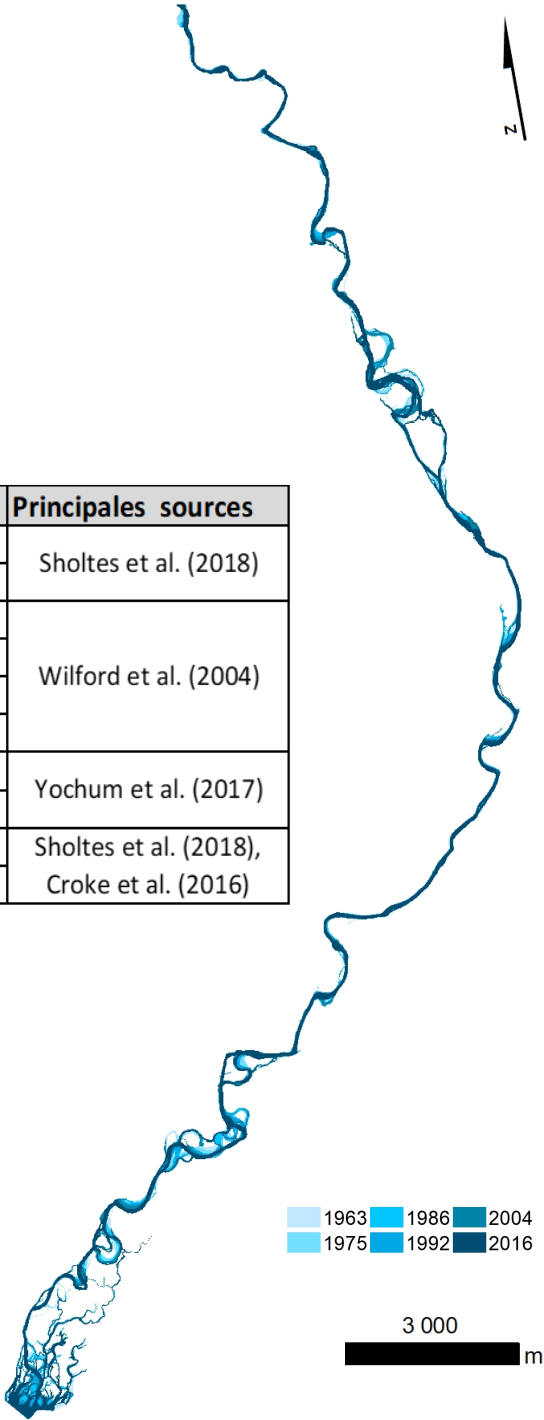 N
Principales sources
Sholtes et al. (2018)
Wilford et al. (2004)
Yochum et al. (2017)
Sholtes et al. (2018),
Croke et al. (2016)
1963 1986 2004
1975 1992 2016
3 000
m